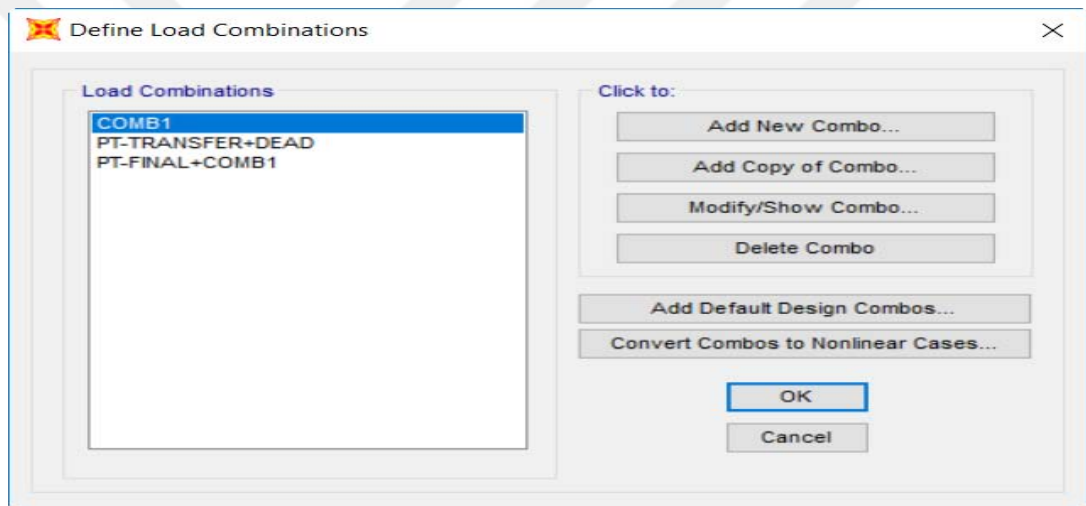 Define Load Combinations
Load Combinations
COMB1
PT-TRANSFER+DEAD
PT-FINAL+COMB1
Click to:
Add New Combo...
Add Copy of Combo...
Modify/Show Combo...
Delete Combo
Add Default Design Combos...
Convert Combos to Nonlinear Cases...
OK
Cancel